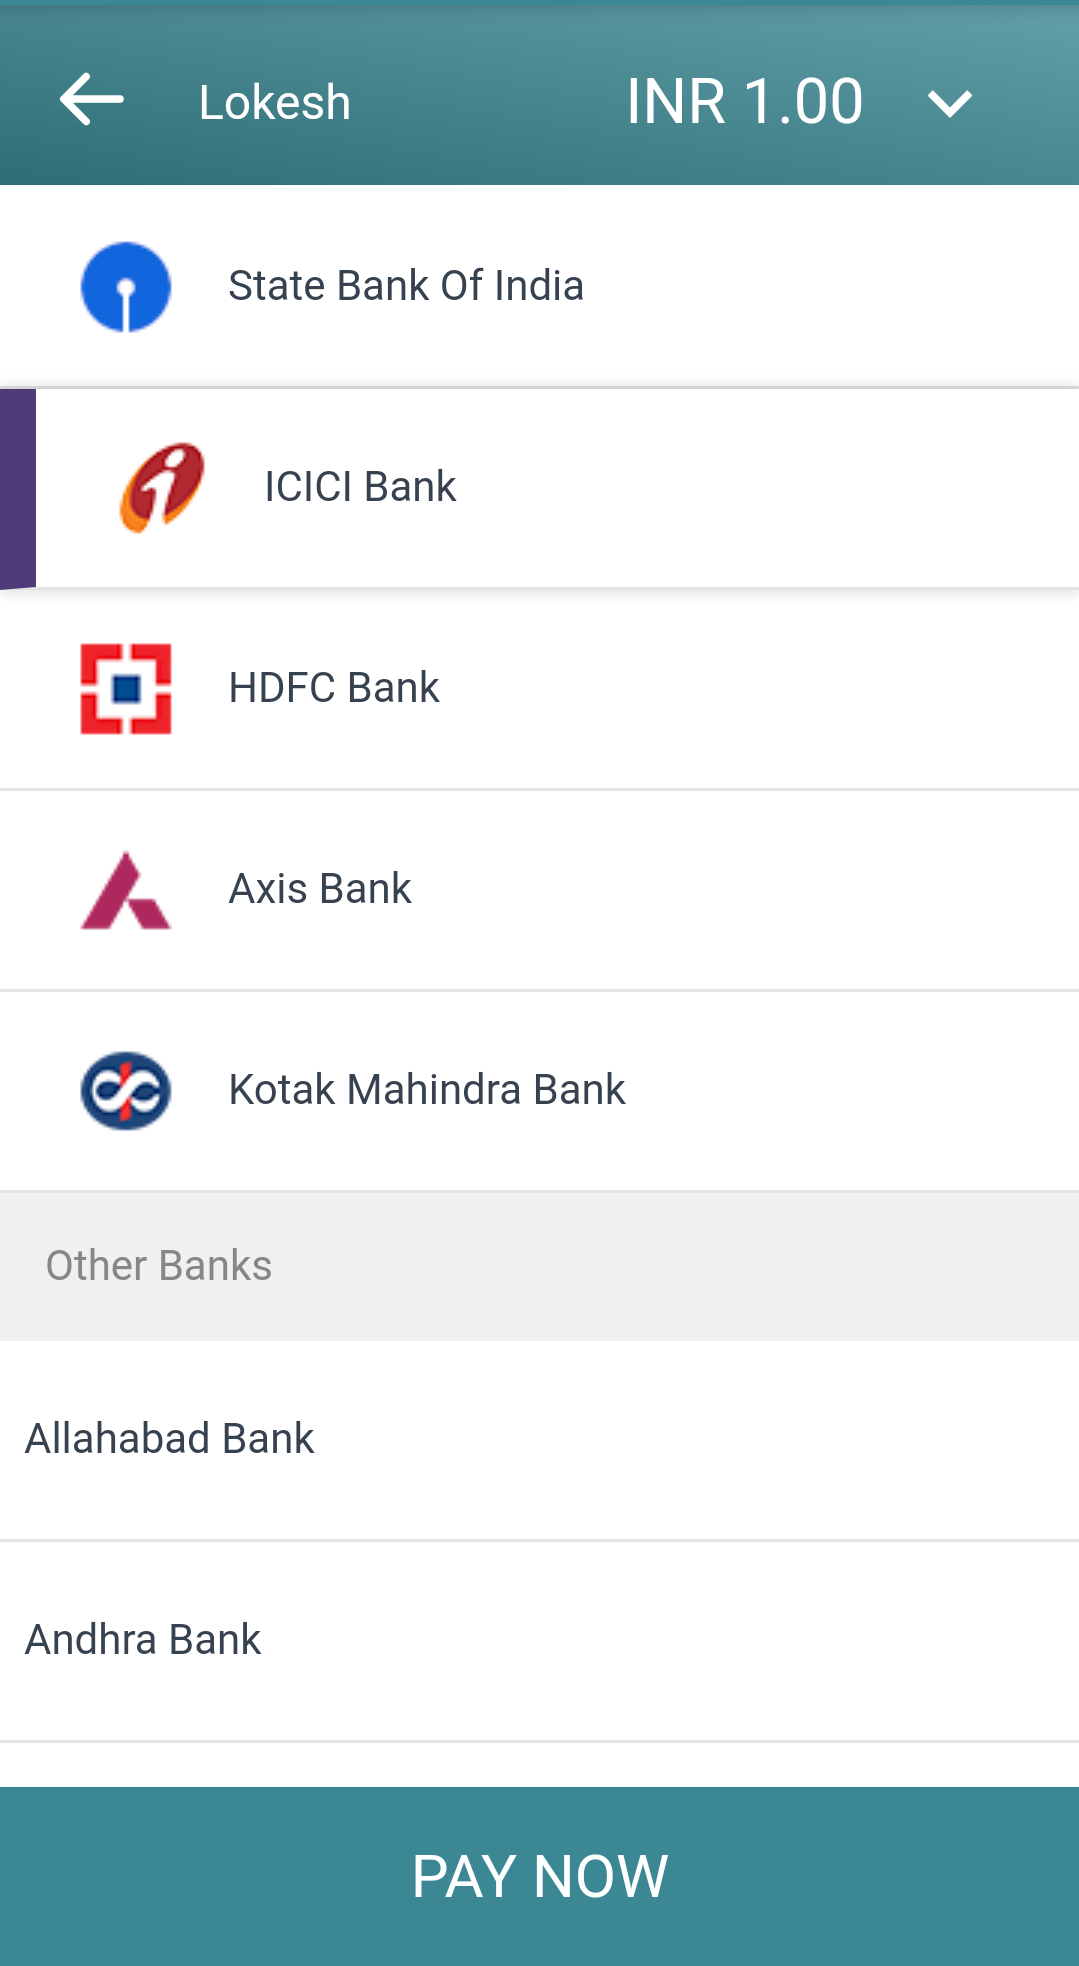 Lokesh INR 1.00
State Bank Of India
ICICI Bank
HDFC Bank
Axis Bank
Kotak Mahindra Bank
Other Banks
Allahabad Bank
Andhra Bank
PAY NOW